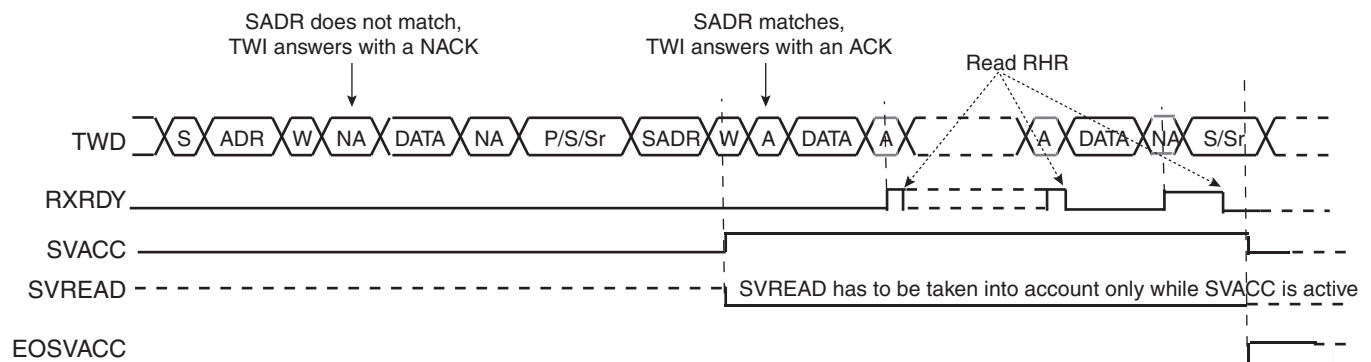 SADR does not match,
TWI answers with a NACK
SADR matches,
TWI answers with an ACK
Read RHR
TWD S ADR W NA DATA NA P/S/Sr SADR W A DATA A A DATA NA S/Sr
RXRDY
SVACC
SVREAD SVREAD has to be taken into account only while SVACC is active
EOSVACC